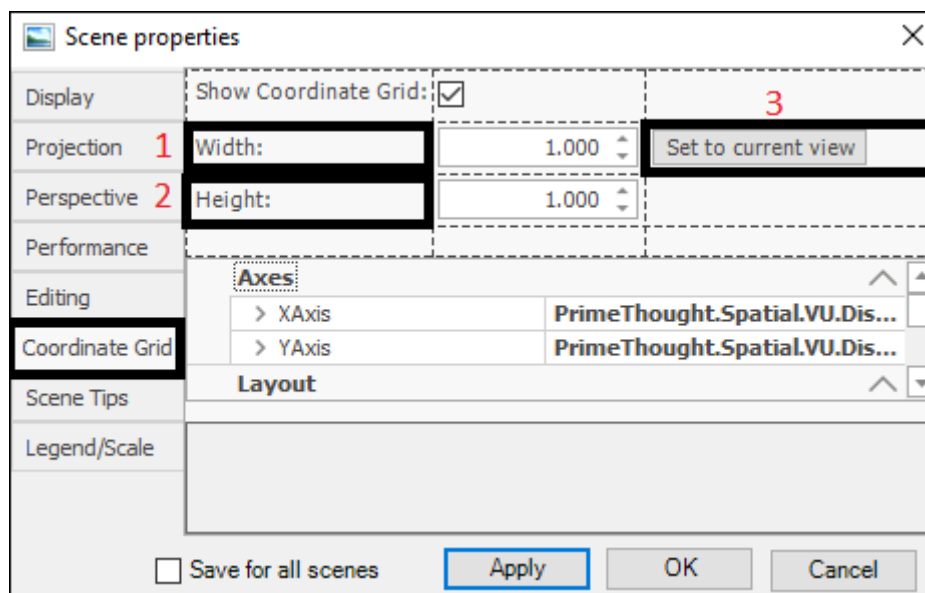 Scene properties
Display
Projection
Perspective
Performance
Editing
Coordinate Grid
Scene Tips
Legend/Scale
Show Coordinate Grid:
3
1 Width: 1.000 Set to current view
2 Height: 1.000
Axes
XAxis PrimeThought.Spatial.VU.Dis...
YAxis PrimeThought.Spatial.VU.Dis...
Layout
Save for all scenes Apply OK Cancel